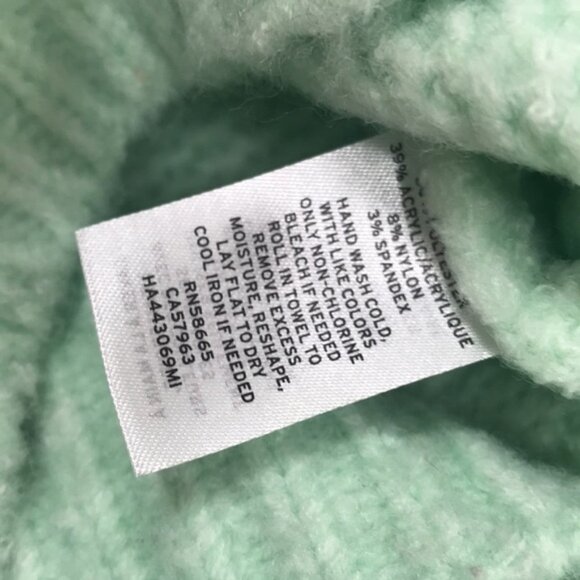 39% ACRYLIC/ACRYLIQUE
8% NYLON
3% SPANDEX
HAND WASH COLD,
WITH LIKE COLORS
ONLY NON-CHLORINE
BLEACH IF NEEDED
ROLL IN TOWEL TO
REMOVE EXCESS
MOISTURE, RESHAPE,
LAY FLAT TO DRY
COOL IRON IF NEEDED
RN58665
CA57963
HA443069MI